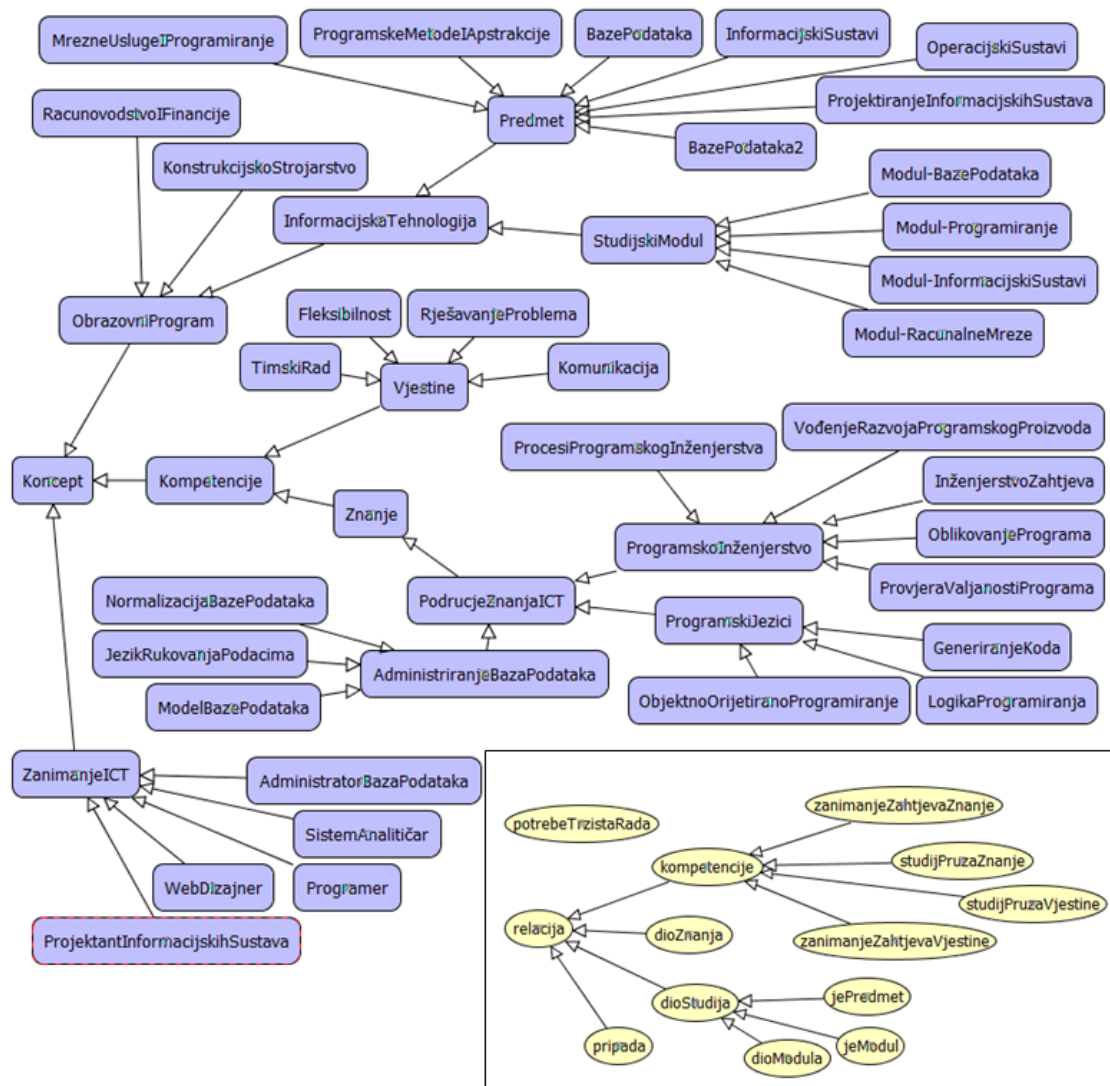 MrezneUslugeIProgramiranje
ProgramskeMetodeIApstrakcije
BazePodataka
InformacijskiSustavi
OperacijskiSustavi
RacunovodstvoIFinancije
Predmet
ProjektiranjeInformacijskihSustava
KonstrukcijskoStrojarstvo
BazePodataka2
Modul-BazePodataka
InformacijskaTehnologija
StudijskiModul
Modul-Programiranje
Modul-InformacijskiSustavi
ObrazovniProgram
Fleksibilnost
RješavanjeProblema
Modul-RacunalneMreze
TimskiRad
Vjestine
Komunikacija
ProcesiProgramskogInženjerstva
VođenjeRazvojaProgramskogProizvoda
Koncept
Kompetencije
InženjerstvoZahtjeva
Znanje
ProgramskoInženjerstvo
OblikovanjePrograma
NormalizacijaBazePodataka
PodrucjeZnanjaICT
ProvjeraValjanostiPrograma
JezikRukovanjaPodacima
AdministriranjeBazaPodataka
ProgramskiJezici
GeneriranjeKoda
ModelBazePodataka
ObjektnoOrijetiranoProgramiranje
LogikaProgramiranja
ZanimanjeICT
AdministratorBazaPodataka
SistemAnalitičar
WebDizajner
Programer
ProjektantInformacijskihSustava
potrebeTrzistaRada
zanimanjeZahtjevaZnanje
kompetencije
studijPruzaZnanje
studijPruzaVjestine
relacija
dioZnanja
zanimanjeZahtjevaVjestine
dioStudija
jePredmet
pripada
dioModula
jeModul